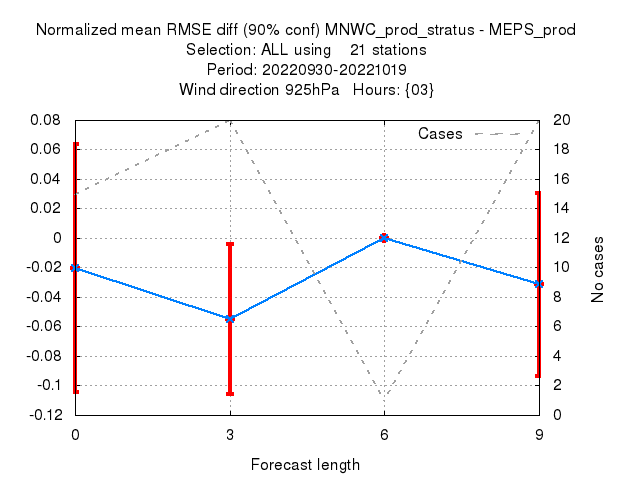 Normalized mean RMSE diff (90% conf) MNWC_prod_stratus - MEPS_prod
Selection: ALL using 21 stations
Period: 20220930-20221019
Wind direction 925hPa Hours: {03}
Cases
0.08
0.06
0.04
0.02
0
-0.02
-0.04
-0.06
-0.08
-0.1
-0.12
20
18
16
14
12
10
8
6
4
2
0
No cases
0 3 6 9
Forecast length